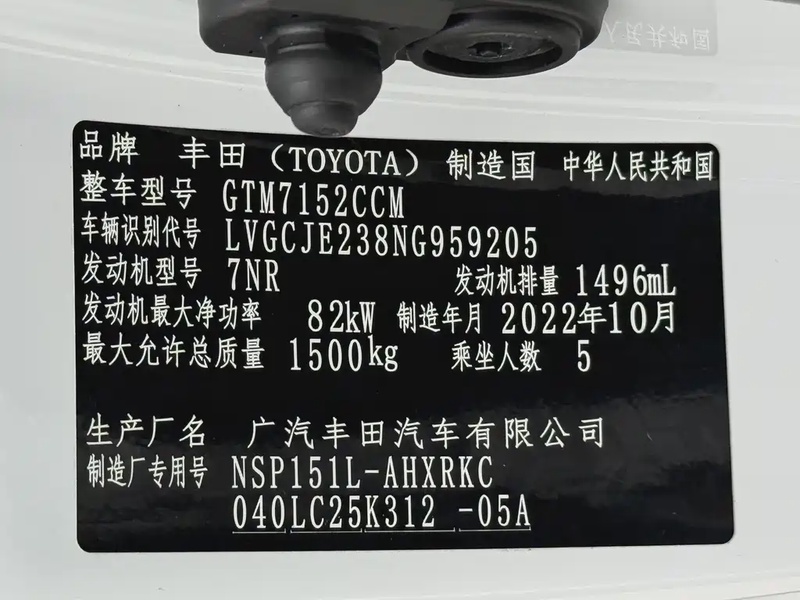 人民共和国
品牌 丰田（TOYOTA） 制造国 中华人民共和国
整车型号 GTM7152CCM
车辆识别代号 LVGCJE238NG959205
发动机型号 7NR 发动机排量 1496mL
发动机最大净功率 82kW 制造年月 2022年10月
最大允许总质量 1500kg 乘坐人数 5
生产厂名 广汽丰田汽车有限公司
制造厂专用号 NSP151L-AHXRKC
040LC25K312 -05A